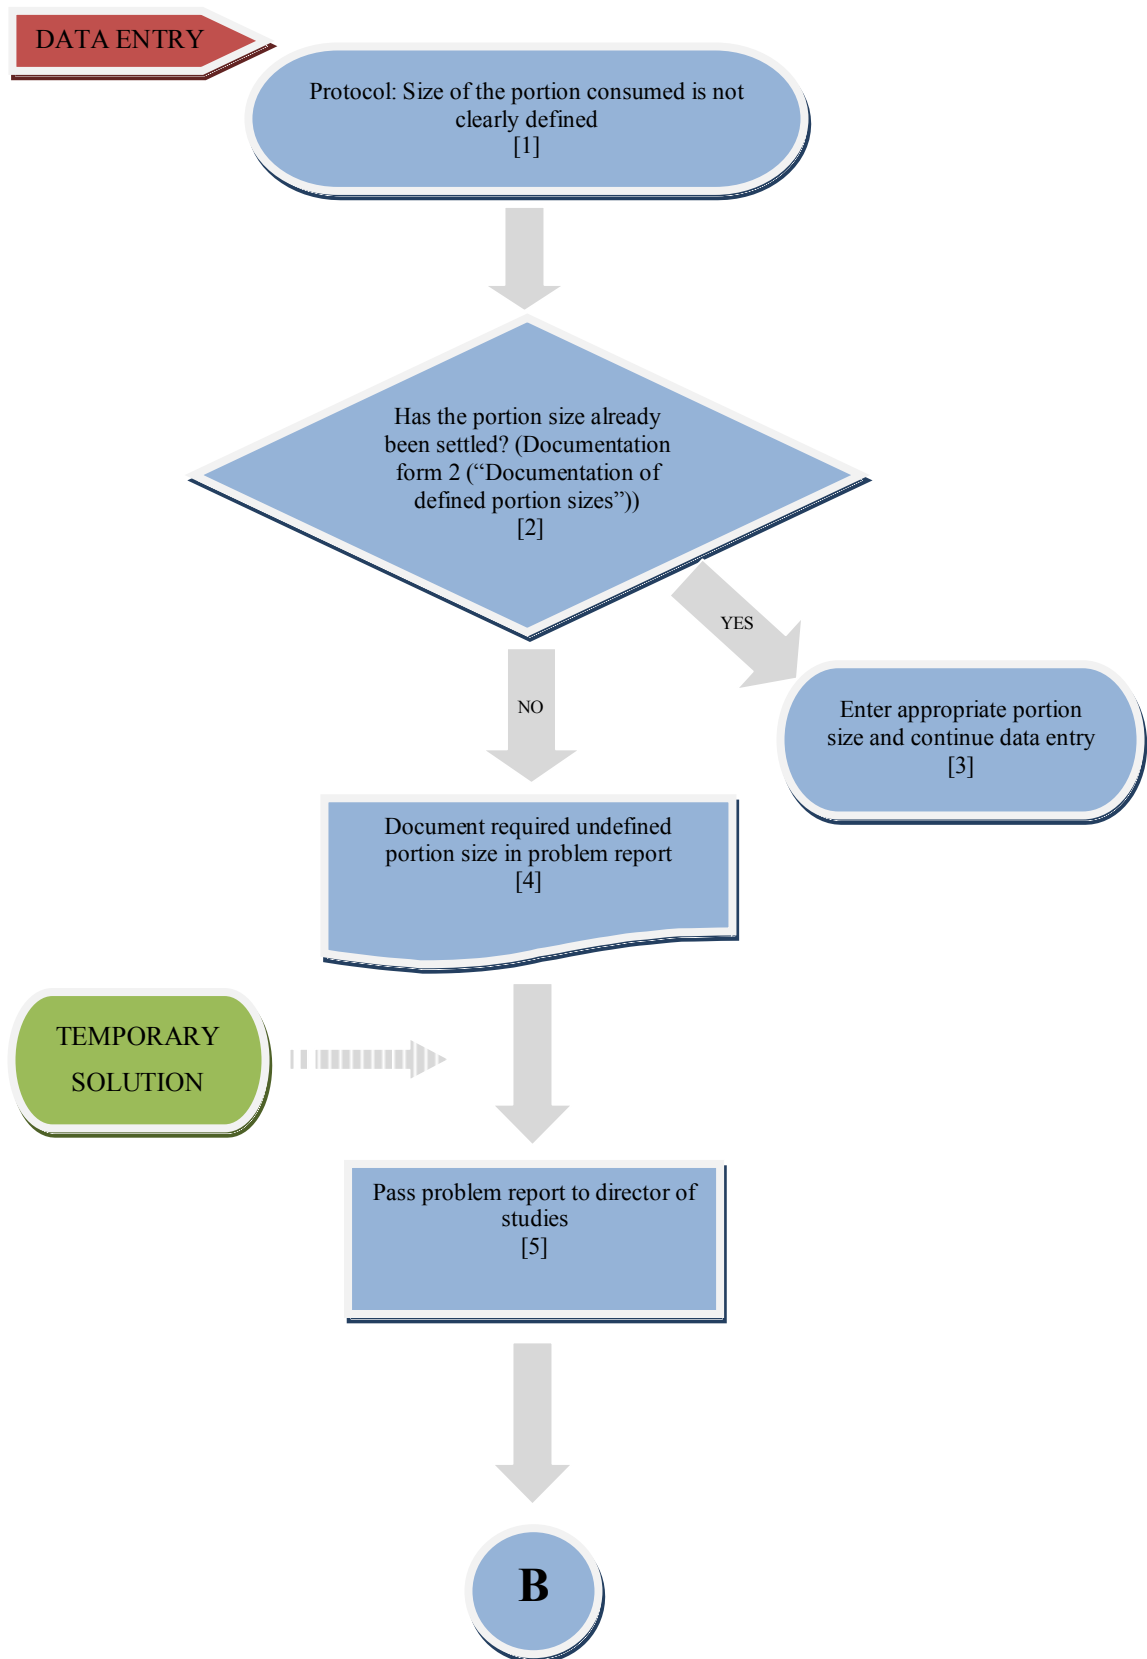 DATA ENTRY
Protocol: Size of the portion consumed is not
clearly defined
[1]
Has the portion size already
been settled? (Documentation
form 2 (“Documentation of
defined portion sizes”))
[2]
YES
NO
Enter appropriate portion
size and continue data entry
[3]
Document required undefined
portion size in problem report
[4]
TEMPORARY
SOLUTION
Pass problem report to director of
studies
[5]
B